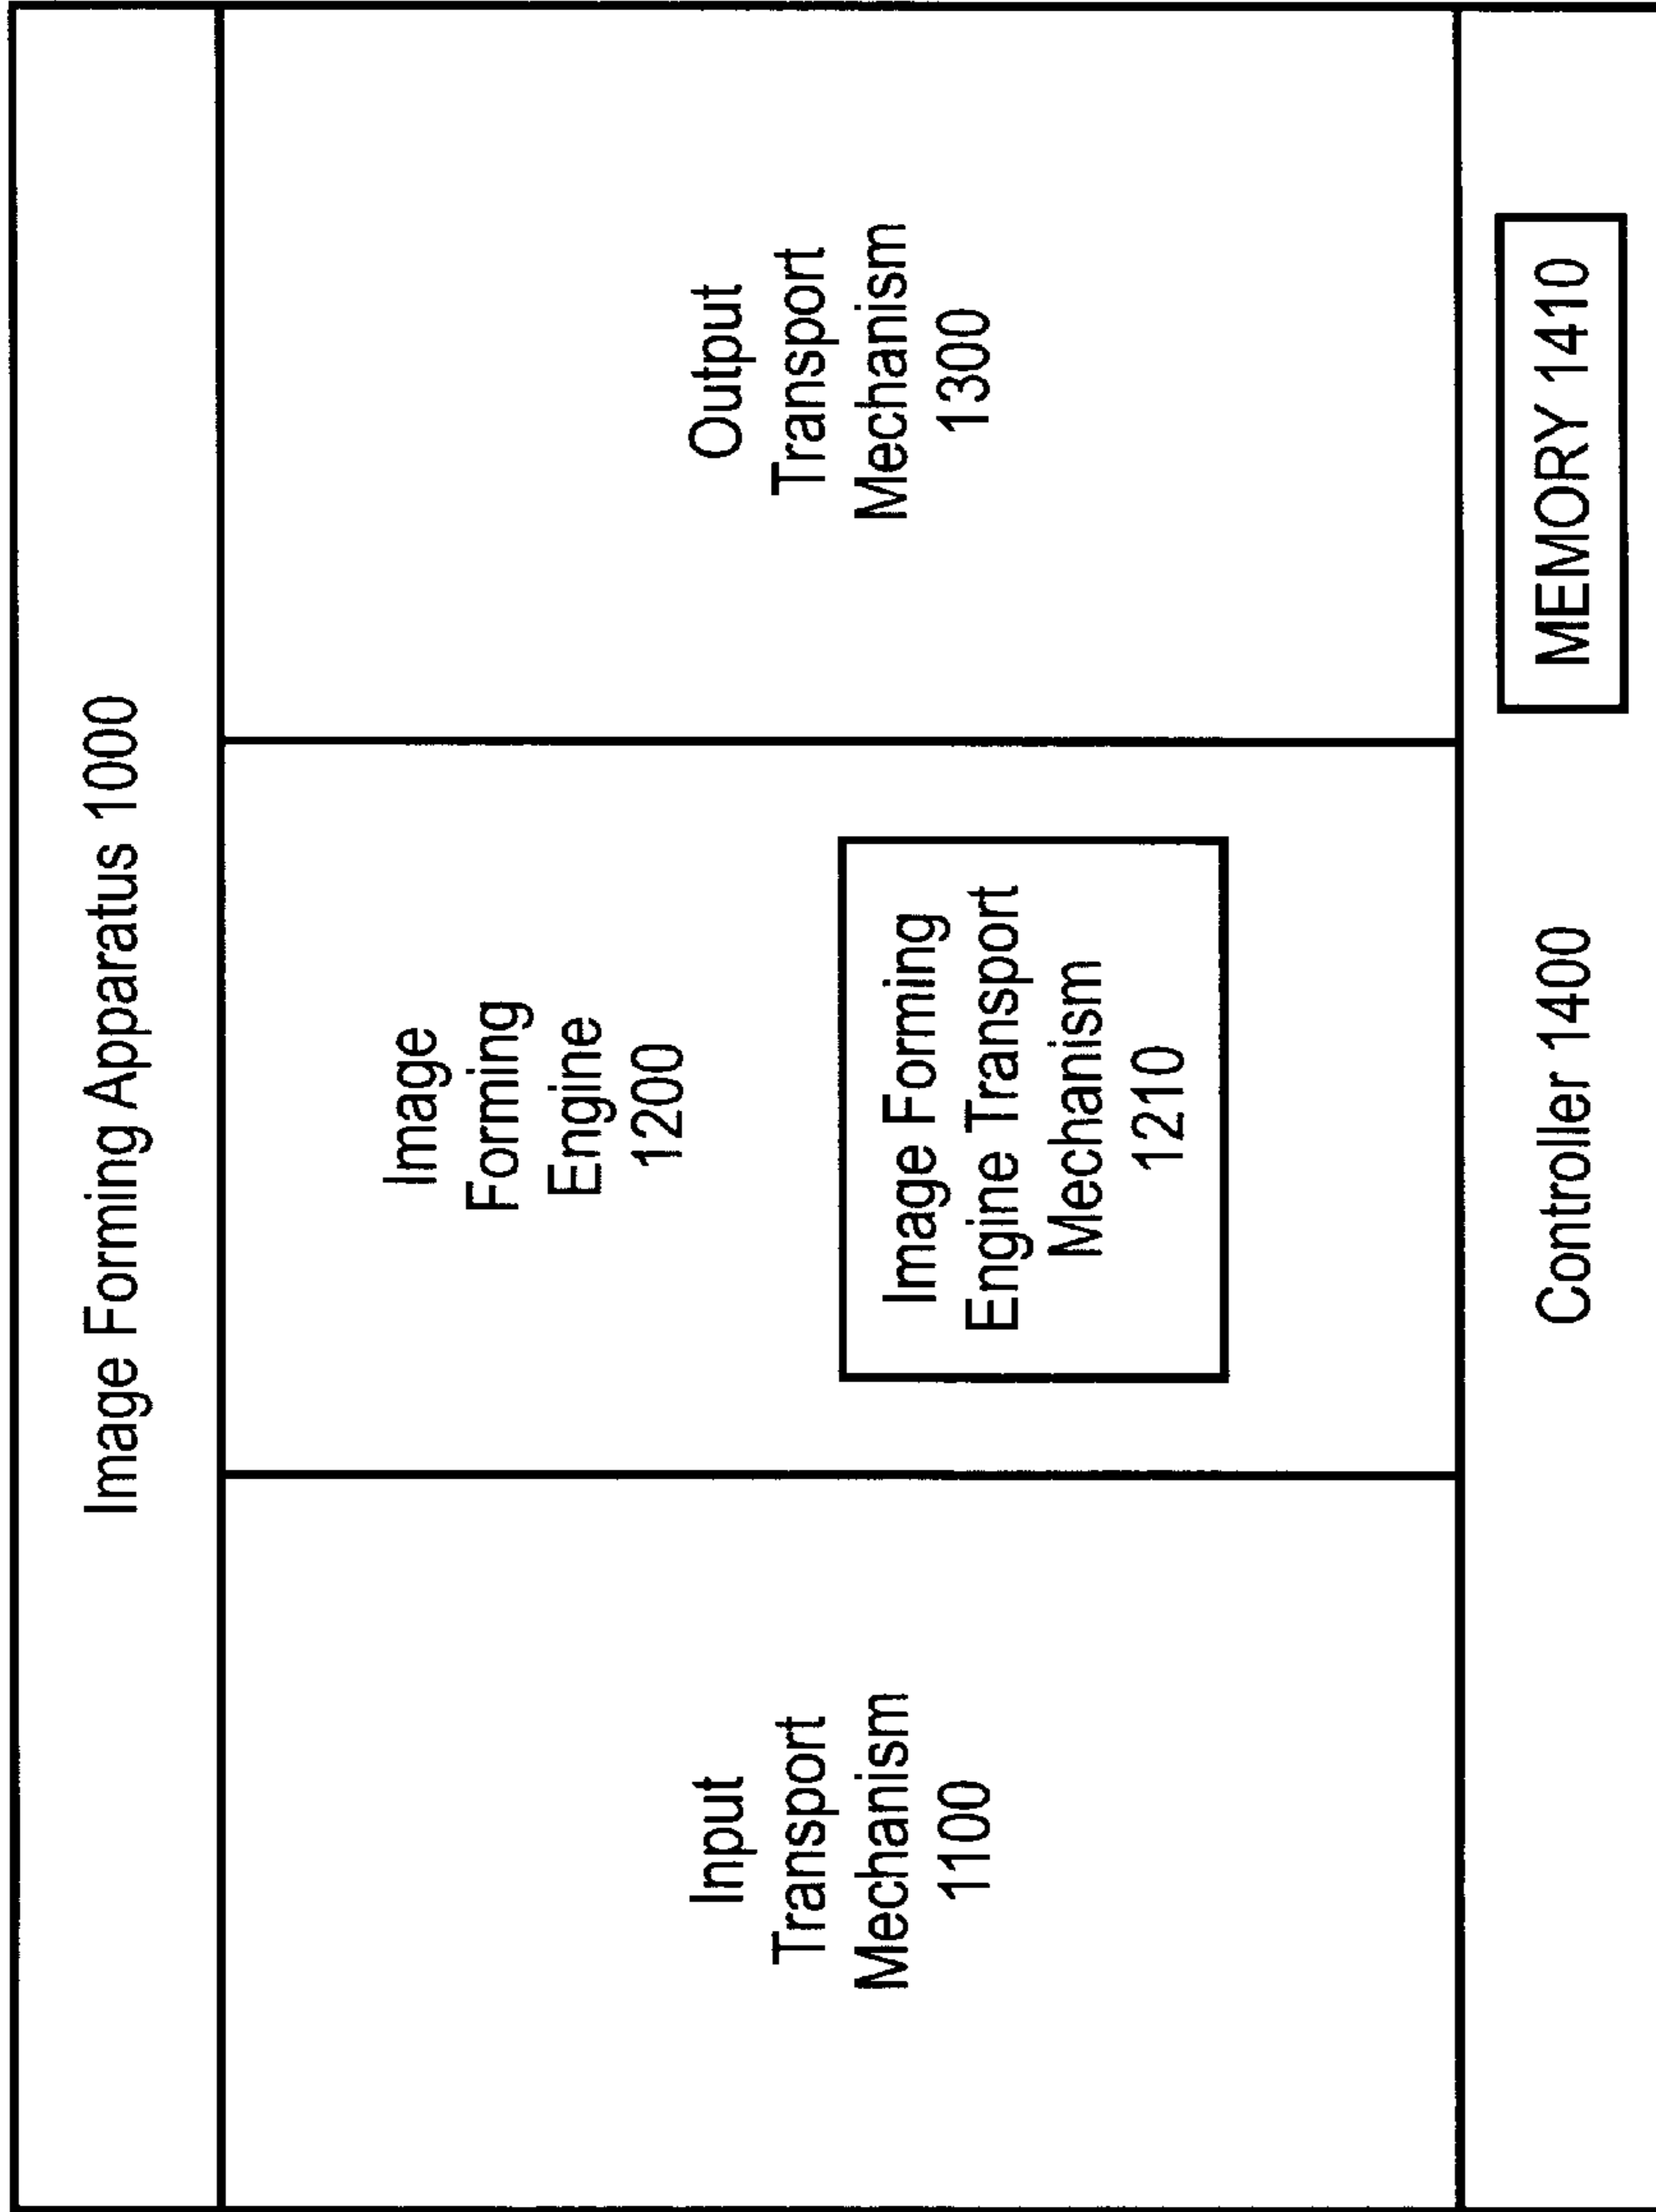 Image Forming Apparatus 1000
Input
Transport
Mechanism
1100
Image
Forming
Engine
1200
Image Forming
Engine Transport
Mechanism
1210
Output
Transport
Mechanism
1300
Controller 1400
MEMORY 1410